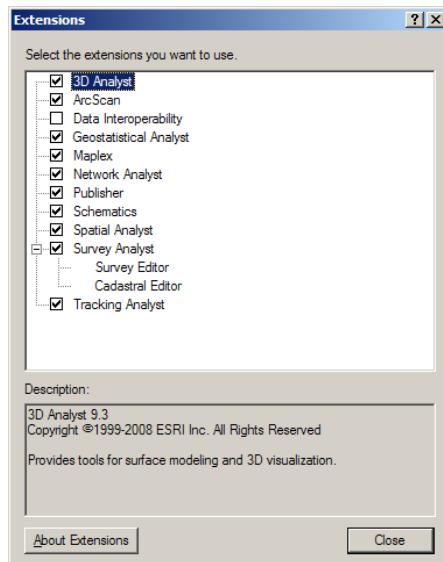 Extensions
Select the extensions you want to use.
3D Analyst
ArcScan
Data Interoperability
Geostatistical Analyst
Maplex
Network Analyst
Publisher
Schematics
Spatial Analyst
Survey Analyst
Survey Editor
Cadastral Editor
Tracking Analyst
Description:
3D Analyst 9.3
Copyright ©1999-2008 ESRI Inc. All Rights Reserved
Provides tools for surface modeling and 3D visualization.
About Extensions Close